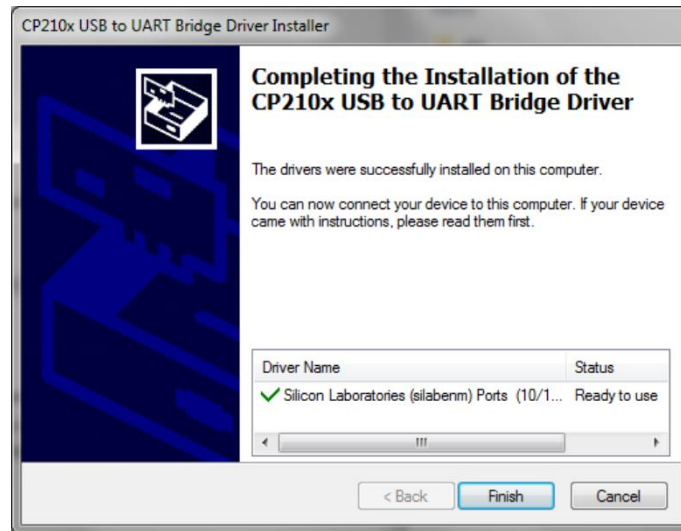 CP210x USB to UART Bridge Driver Installer
Completing the Installation of the
CP210x USB to UART Bridge Driver
The drivers were successfully installed on this computer.
You can now connect your device to this computer. If your device
came with instructions, please read them first.
Driver Name Status
Silicon Laboratories (silabenm) Ports (10/1... Ready to use
< Back Finish Cancel